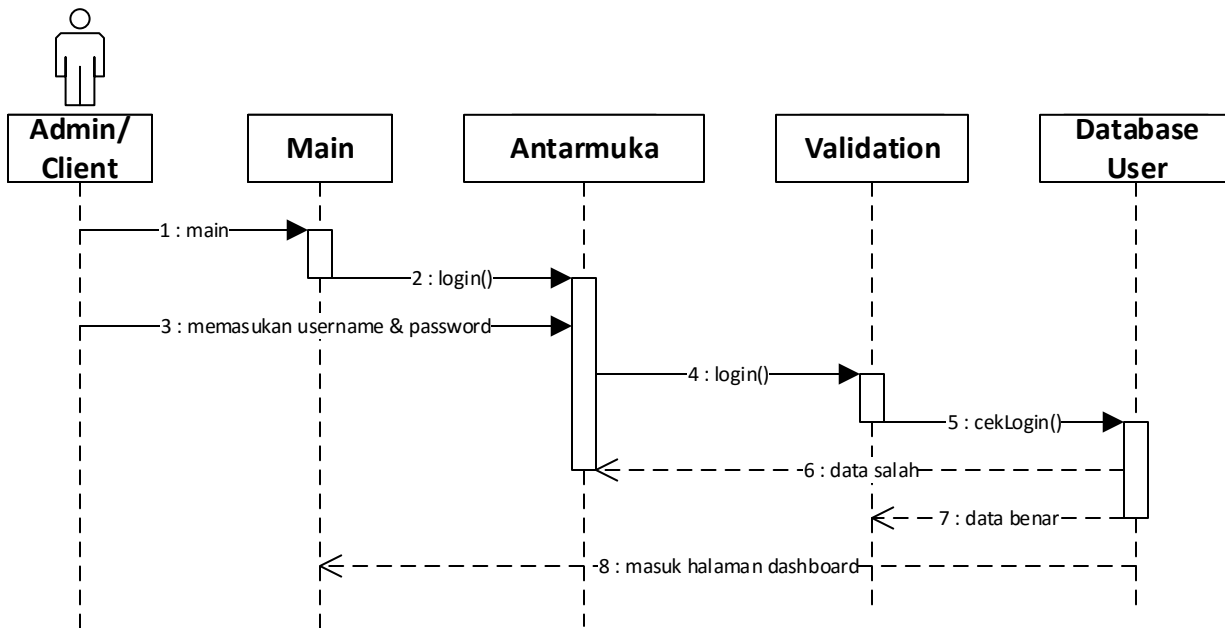 Admin/
Client
Main
Antarmuka
Validation
Database
User
1 : main
2 : login()
3 : memasukan username & password
4 : login()
5 : cekLogin()
6 : data salah
7 : data benar
8 : masuk halaman dashboard